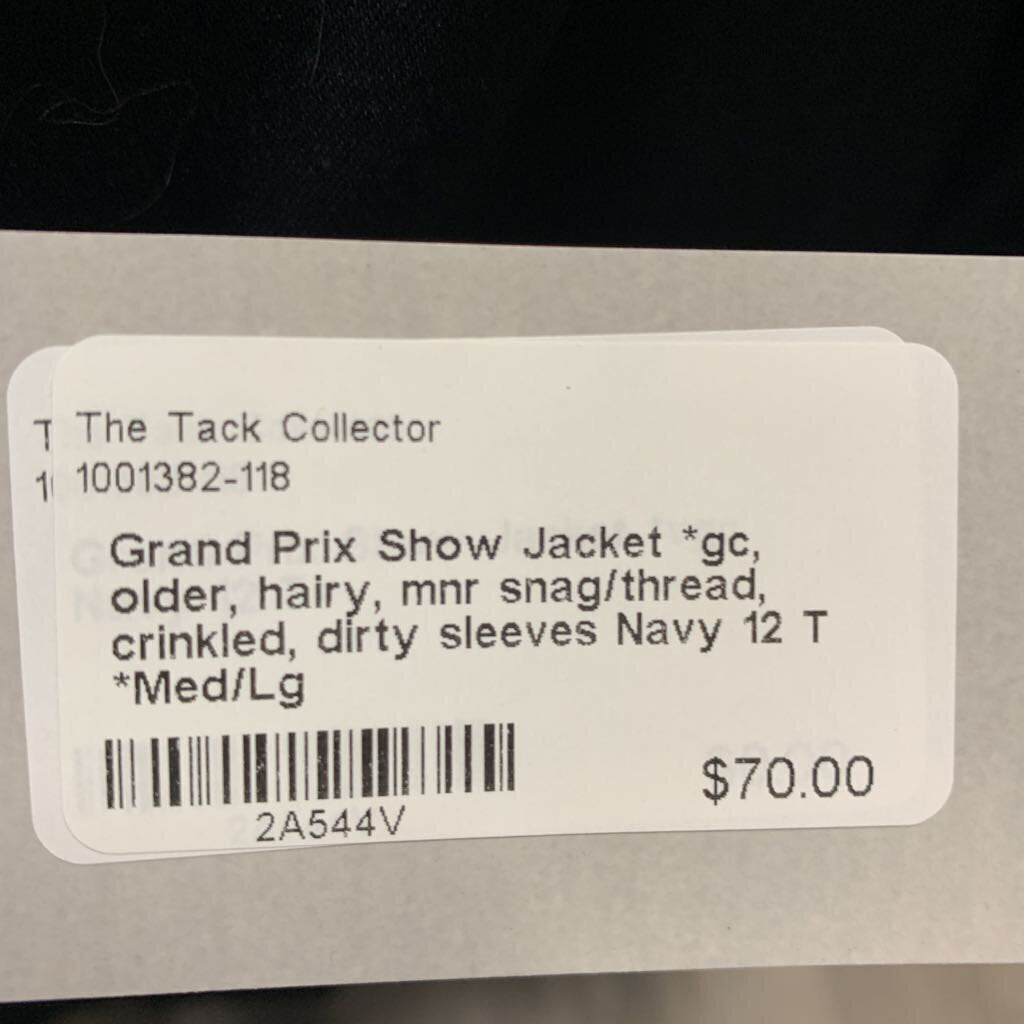 The Tack Collector
1001382-118
Grand Prix Show Jacket *gc,
older, hairy, mnr snag/thread,
crinkled, dirty sleeves Navy 12 T
*Med/Lg
2A544V
$70.00